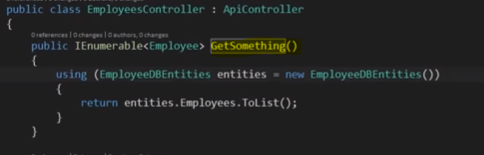 public class EmployeesController : ApiController
{
0 references | 0 changes | 0 authors, 0 changes
public IEnumerable<Employee> GetSomething()
{
using (EmployeeDBEntities entities = new EmployeeDBEntities())
{
return entities.Employees.ToList();
}
}